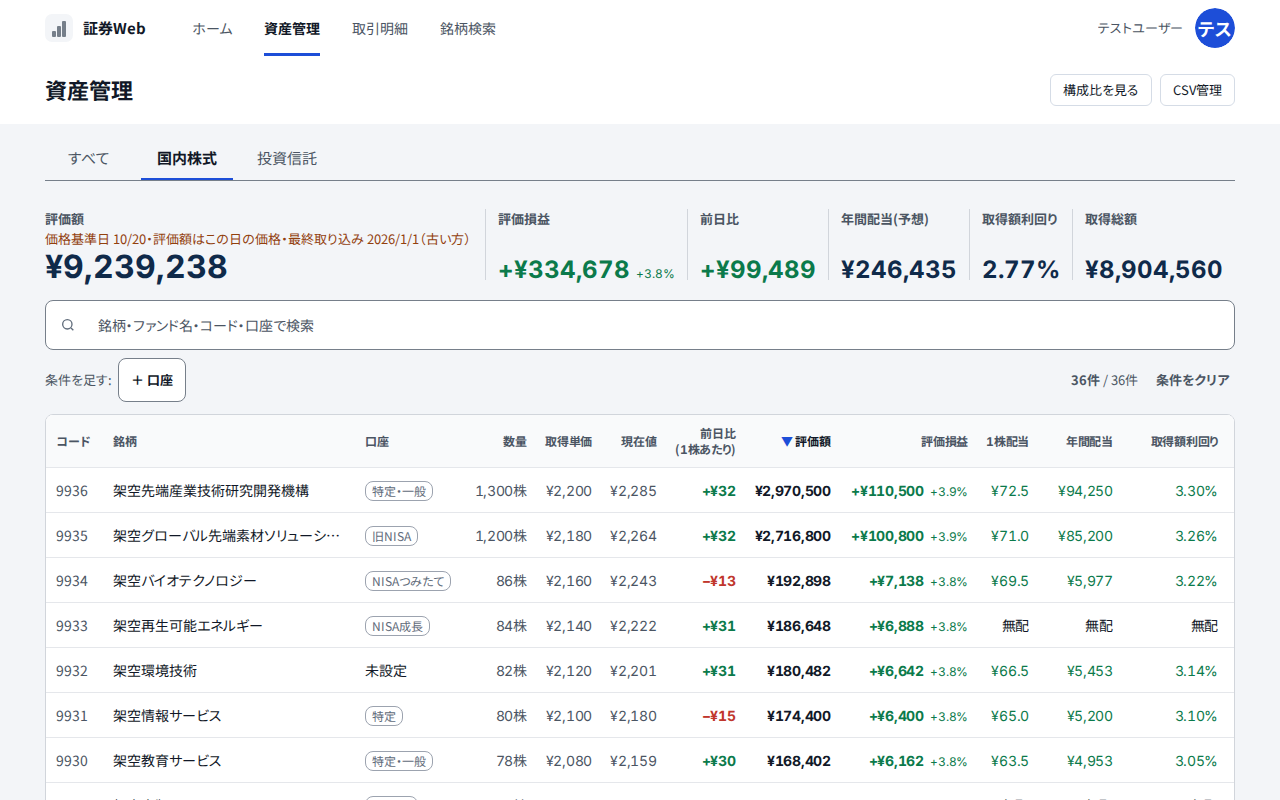 証券Web ホーム 資産管理 取引明細 銘柄検索 テストユーザー テス
資産管理 構成比を見る CSV管理
すべて 国内株式 投資信託
評価額 評価損益 前日比 年間配当(予想) 取得額利回り 取得総額
価格基準日 10/20・評価額はこの日の価格・最終取り込み 2026/1/1(古い方)
¥9,239,238 +¥334,678 +3.8% +¥99,489 ¥246,435 2.77% ¥8,904,560
銘柄・ファンド名・コード・口座で検索
条件を足す: ＋ 口座 36件 / 36件 条件をクリア
コード 銘柄 口座 数量 取得単価 現在値 前日比 (1株あたり) ▼評価額 評価損益 1株配当 年間配当 取得額利回り
9936 架空先端産業技術研究開発機構 特定・一般 1,300株 ¥2,200 ¥2,285 +¥32 ¥2,970,500 +¥110,500 +3.9% ¥72.5 ¥94,250 3.30%
9935 架空グローバル先端素材ソリューシ… 旧NISA 1,200株 ¥2,180 ¥2,264 +¥32 ¥2,716,800 +¥100,800 +3.9% ¥71.0 ¥85,200 3.26%
9934 架空バイオテクノロジー NISAつみたて 86株 ¥2,160 ¥2,243 −¥13 ¥192,898 +¥7,138 +3.8% ¥69.5 ¥5,977 3.22%
9933 架空再生可能エネルギー NISA成長 84株 ¥2,140 ¥2,222 +¥31 ¥186,648 +¥6,888 +3.8% 無配 無配 無配
9932 架空環境技術 未設定 82株 ¥2,120 ¥2,201 +¥31 ¥180,482 +¥6,642 +3.8% ¥66.5 ¥5,453 3.14%
9931 架空情報サービス 特定 80株 ¥2,100 ¥2,180 −¥15 ¥174,400 +¥6,400 +3.8% ¥65.0 ¥5,200 3.10%
9930 架空教育サービス 特定・一般 78株 ¥2,080 ¥2,159 +¥30 ¥168,402 +¥6,162 +3.8% ¥63.5 ¥4,953 3.05%